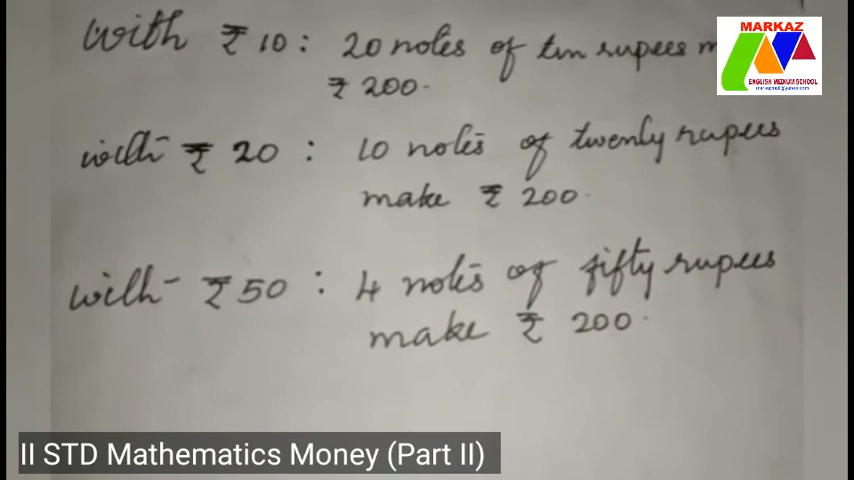 MARKAZ
ENGLISH MEDIUM SCHOOL
with ₹ 10 : 20 notes of ten rupees
₹ 200.
with ₹ 20 : 10 notes of twenty rupees
make ₹ 200.
with ₹ 50 : 4 notes of fifty rupees
make ₹ 200.
II STD Mathematics Money (Part II)